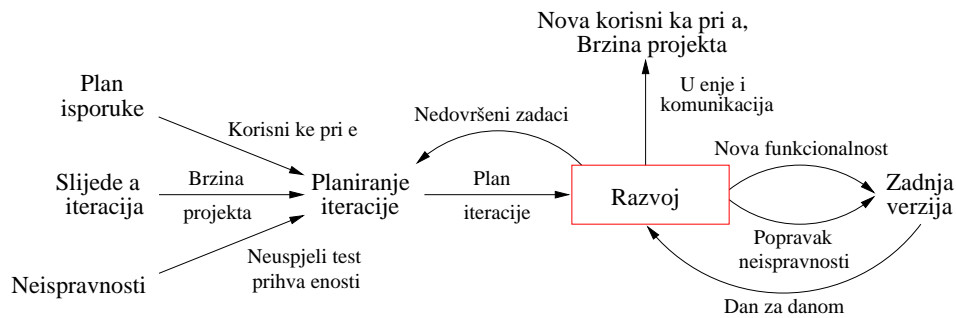 Nova korisni ka pri a,
Brzina projekta
Plan
isporuke
U enje i
komunikacija
Korisni ke pri e
Nedovršeni zadaci
Nova funkcionalnost
Slijede a
iteracija
Brzina
projekta
Planiranje
iteracije
Plan
iteracije
Razvoj
Zadnja
verzija
Neispravnosti
Neuspjeli test
prihva enosti
Popravak
neispravnosti
Dan za danom